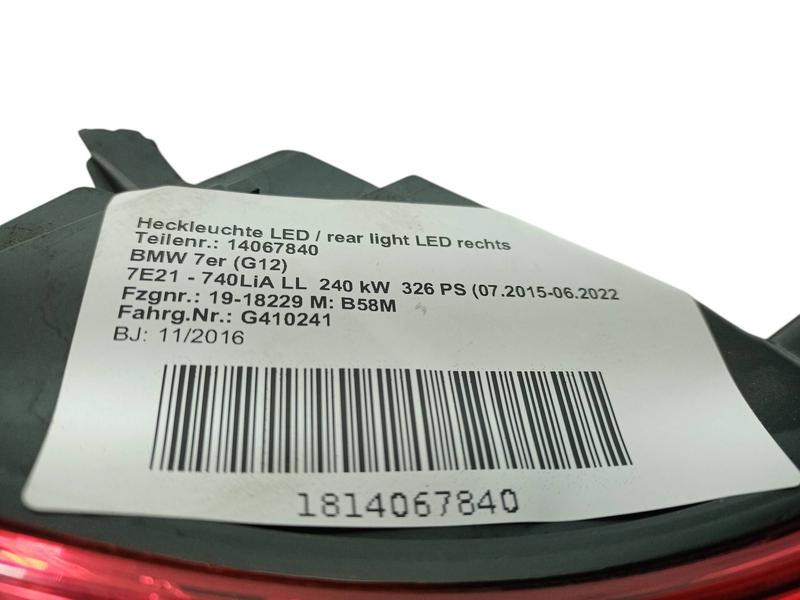 Heckleuchte LED / rear light LED rechts
Teilenr.: 14067840
BMW 7er (G12)
7E21 - 740LiA LL 240 kW 326 PS (07.2015-06.2022
Fzgnr.: 19-18229 M: B58M
Fahrg.Nr.: G410241
BJ: 11/2016
1814067840